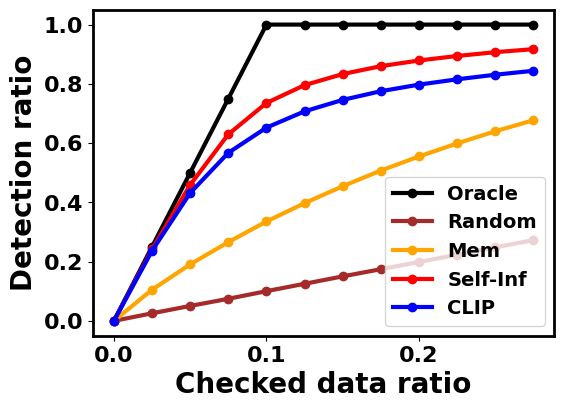 Detection ratio
1.0
0.8
0.6
0.4
0.2
0.0
Oracle
Random
Mem
Self-Inf
CLIP
0.0 0.1 0.2
Checked data ratio